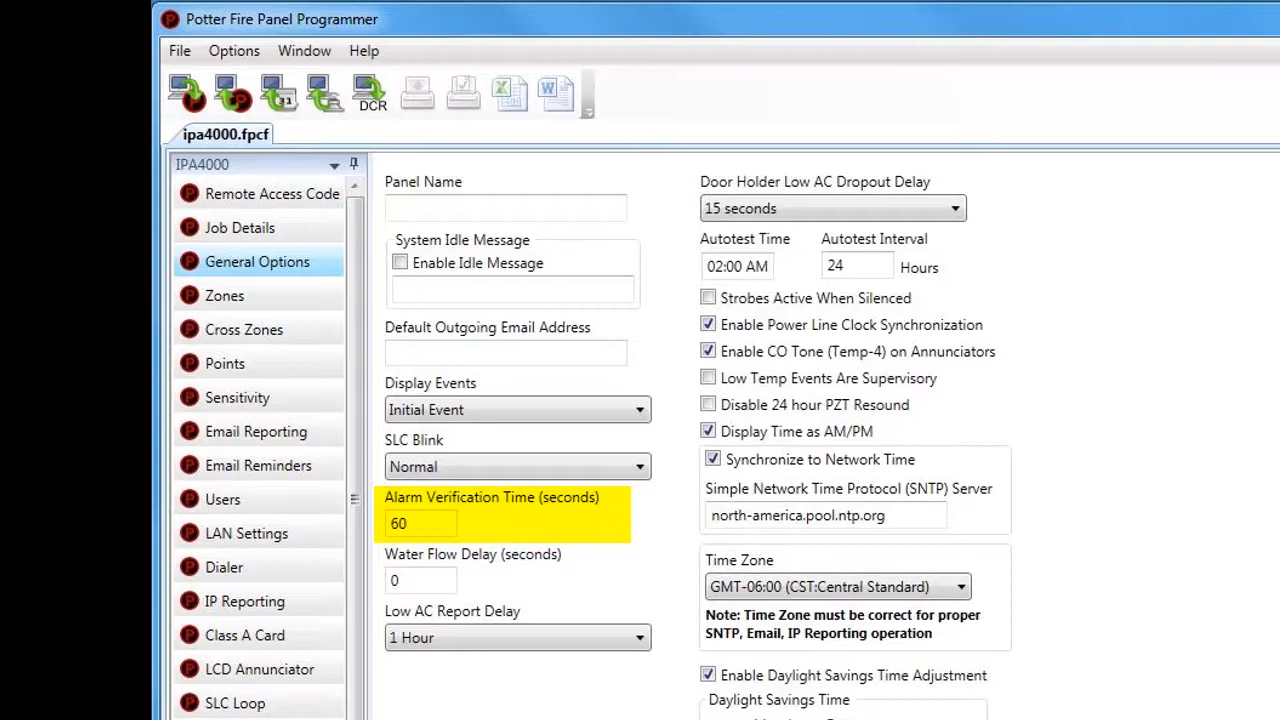 Potter Fire Panel Programmer
File Options Window Help
31
DCR
ipa4000.fpcf
IPA4000
Remote Access Code
Job Details
General Options
Zones
Cross Zones
Points
Sensitivity
Email Reporting
Email Reminders
Users
LAN Settings
Dialer
IP Reporting
Class A Card
LCD Annunciator
SLC Loop
Panel Name
System Idle Message
Enable Idle Message
Default Outgoing Email Address
Display Events
Initial Event
SLC Blink
Normal
Alarm Verification Time (seconds)
60
Water Flow Delay (seconds)
0
Low AC Report Delay
1 Hour
Door Holder Low AC Dropout Delay
15 seconds
Autotest Time Autotest Interval
02:00 AM 24 Hours
Strobes Active When Silenced
Enable Power Line Clock Synchronization
Enable CO Tone (Temp-4) on Annunciators
Low Temp Events Are Supervisory
Disable 24 hour PZT Resound
Display Time as AM/PM
Synchronize to Network Time
Simple Network Time Protocol (SNTP) Server
north-america.pool.ntp.org
Time Zone
GMT-06:00 (CST:Central Standard)
Note: Time Zone must be correct for proper
SNTP, Email, IP Reporting operation
Enable Daylight Savings Time Adjustment
Daylight Savings Time